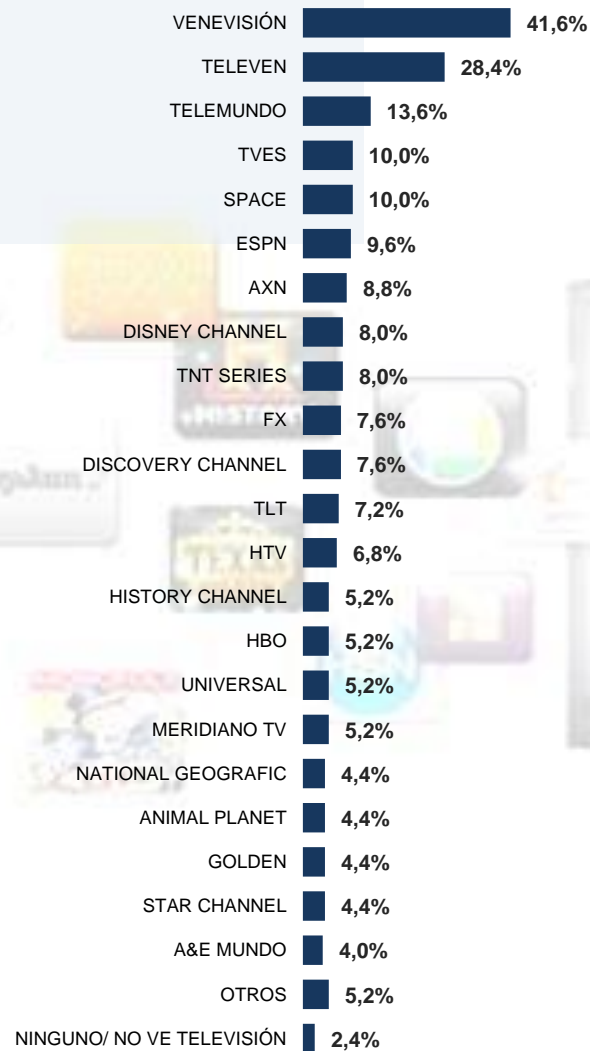 VENEVISIÓN 41,6%
TELEVEN 28,4%
TELEMUNDO 13,6%
TVES 10,0%
SPACE 10,0%
ESPN 9,6%
AXN 8,8%
DISNEY CHANNEL 8,0%
TNT SERIES 8,0%
FX 7,6%
DISCOVERY CHANNEL 7,6%
TLT 7,2%
HTV 6,8%
HISTORY CHANNEL 5,2%
HBO 5,2%
UNIVERSAL 5,2%
MERIDIANO TV 5,2%
NATIONAL GEOGRAFIC 4,4%
ANIMAL PLANET 4,4%
GOLDEN 4,4%
STAR CHANNEL 4,4%
A&E MUNDO 4,0%
OTROS 5,2%
NINGUNO/ NO VE TELEVISIÓN 2,4%